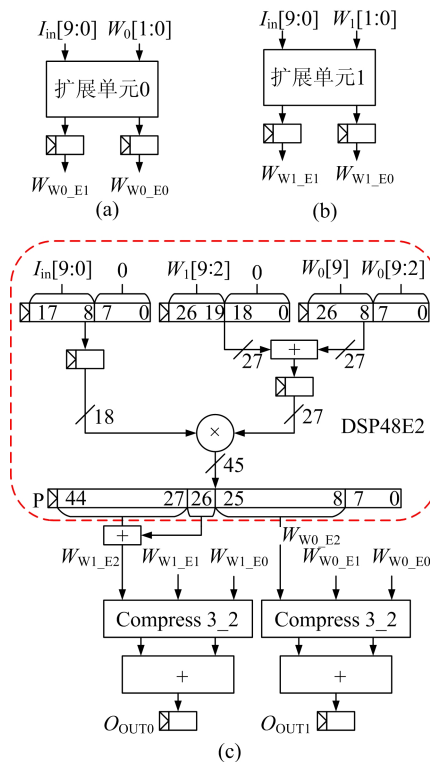 I_in[9:0] W_0[1:0]
扩展单元0
W_W0_E1 W_W0_E0
(a)
I_in[9:0] W_1[1:0]
扩展单元1
W_W1_E1 W_W1_E0
(b)
I_in[9:0] 0 W_1[9:2] 0 W_0[9] W_0[9:2]
17 8 7 0 26 19 18 0 26 8 7 0
27 + 27
18 27 DSP48E2
×
45
P 44 27 26 25 8 7 0
+ W_W0_E2
W_W1_E2 W_W1_E1 W_W1_E0 W_W0_E1 W_W0_E0
Compress 3_2 Compress 3_2
+ +
O_OUT0 O_OUT1
(c)